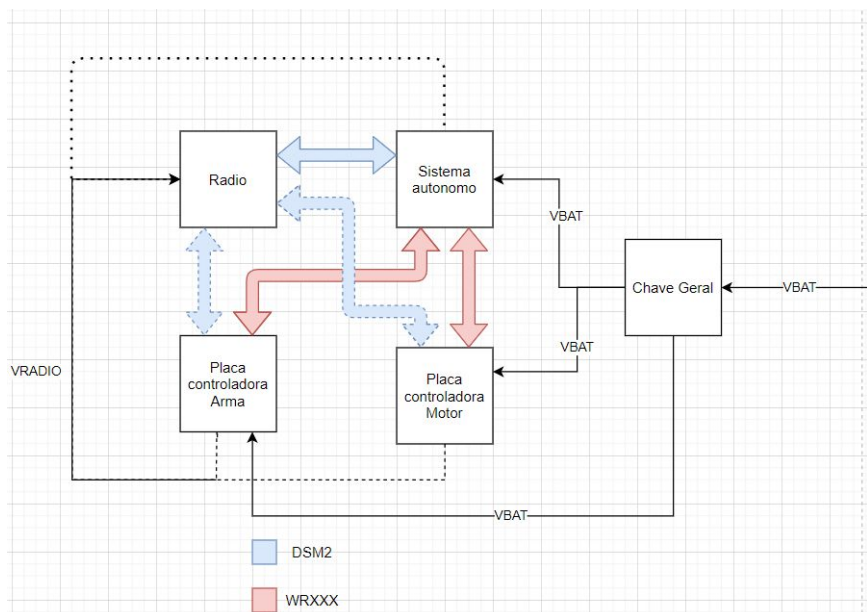 Radio
Sistema
autonomo
VBAT
Chave Geral
VBAT
VBAT
VRADIO
Placa
controladora
Arma
Placa
controladora
Motor
VBAT
DSM2
WRXXX